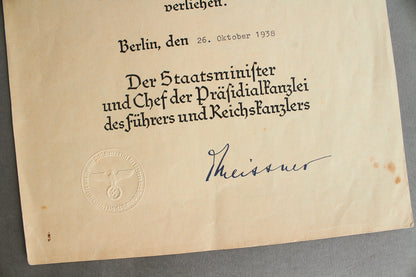 verliehen.
Berlin, den 26. Oktober 1938
Der Staatsminister
und Chef der Präsidialkanzlei
des Führers und Reichskanzlers
Meissner